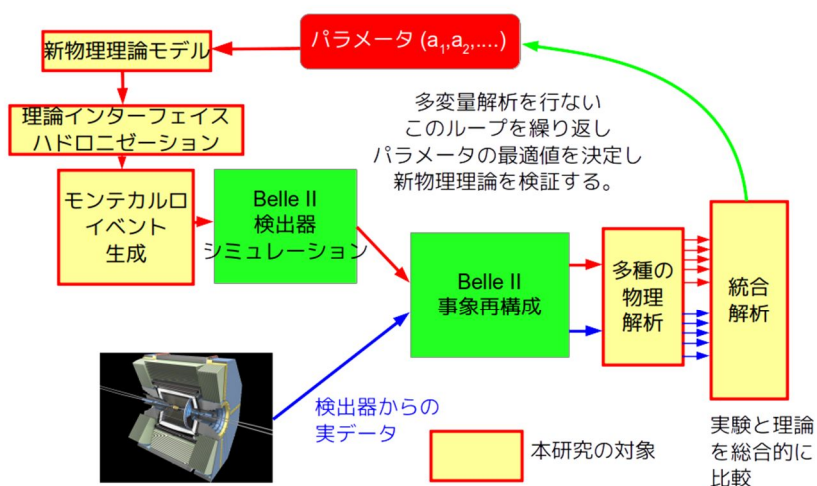 パラメータ (a1,a2,....)
新物理理論モデル
理論インターフェイス
ハドロニゼーション
モンテカルロ
イベント
生成
Belle II
検出器
シミュレーション
多変量解析を行ない
このループを繰り返し
パラメータの最適値を決定し
新物理理論を検証する。
Belle II
事象再構成
多種の
物理
解析
統合
解析
検出器からの
実データ
本研究の対象
実験と理論
を総合的に
比較